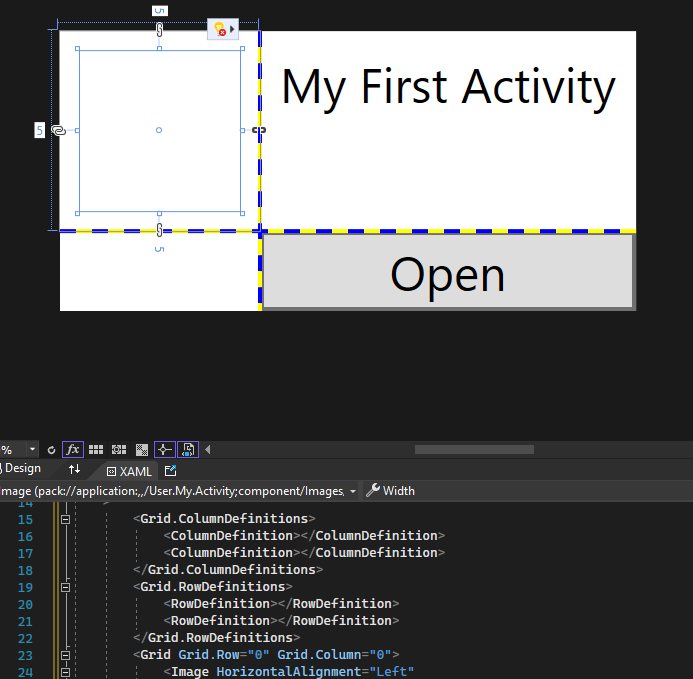 5
My First Activity
5
5
Open
%
fx
Design
XAML
mage (pack://application:,,/User.My.Activity;component/Images,
Width
14
15 <Grid.ColumnDefinitions>
16 <ColumnDefinition></ColumnDefinition>
17 <ColumnDefinition></ColumnDefinition>
18 </Grid.ColumnDefinitions>
19 <Grid.RowDefinitions>
20 <RowDefinition></RowDefinition>
21 <RowDefinition></RowDefinition>
22 </Grid.RowDefinitions>
23 <Grid Grid.Row="0" Grid.Column="0">
24 <Image HorizontalAlignment="Left"